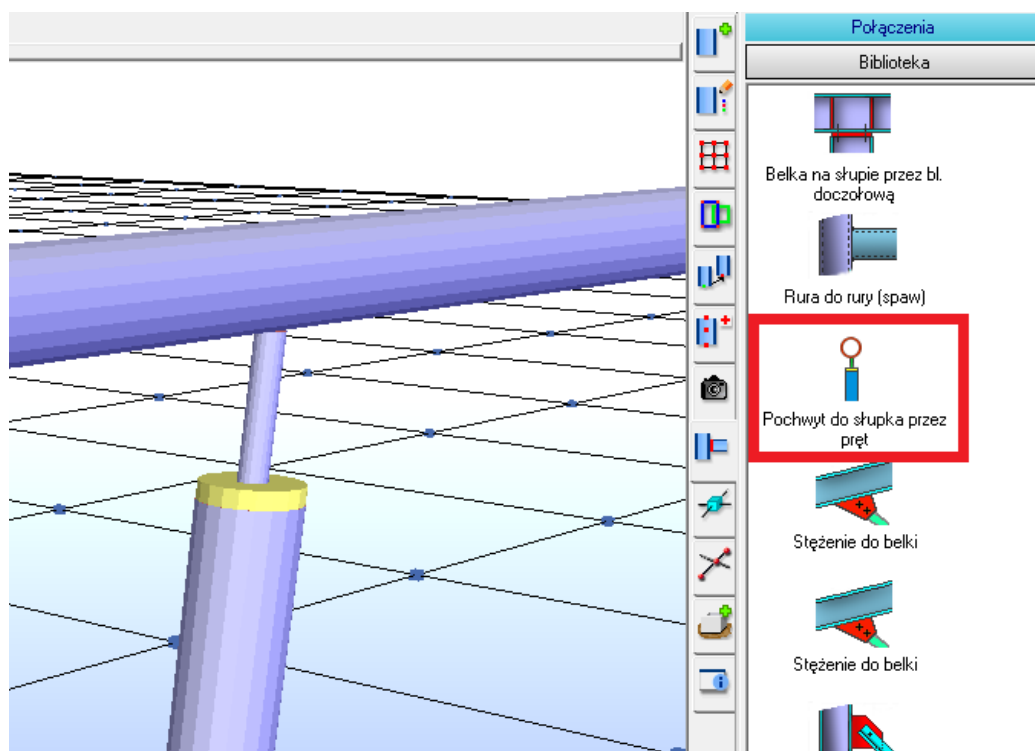 Połączenia
Biblioteka
Belka na słupie przez bl.
doczołową
Rura do rury (spaw)
Pochwyt do słupka przez
pręt
Stężenie do belki
Stężenie do belki